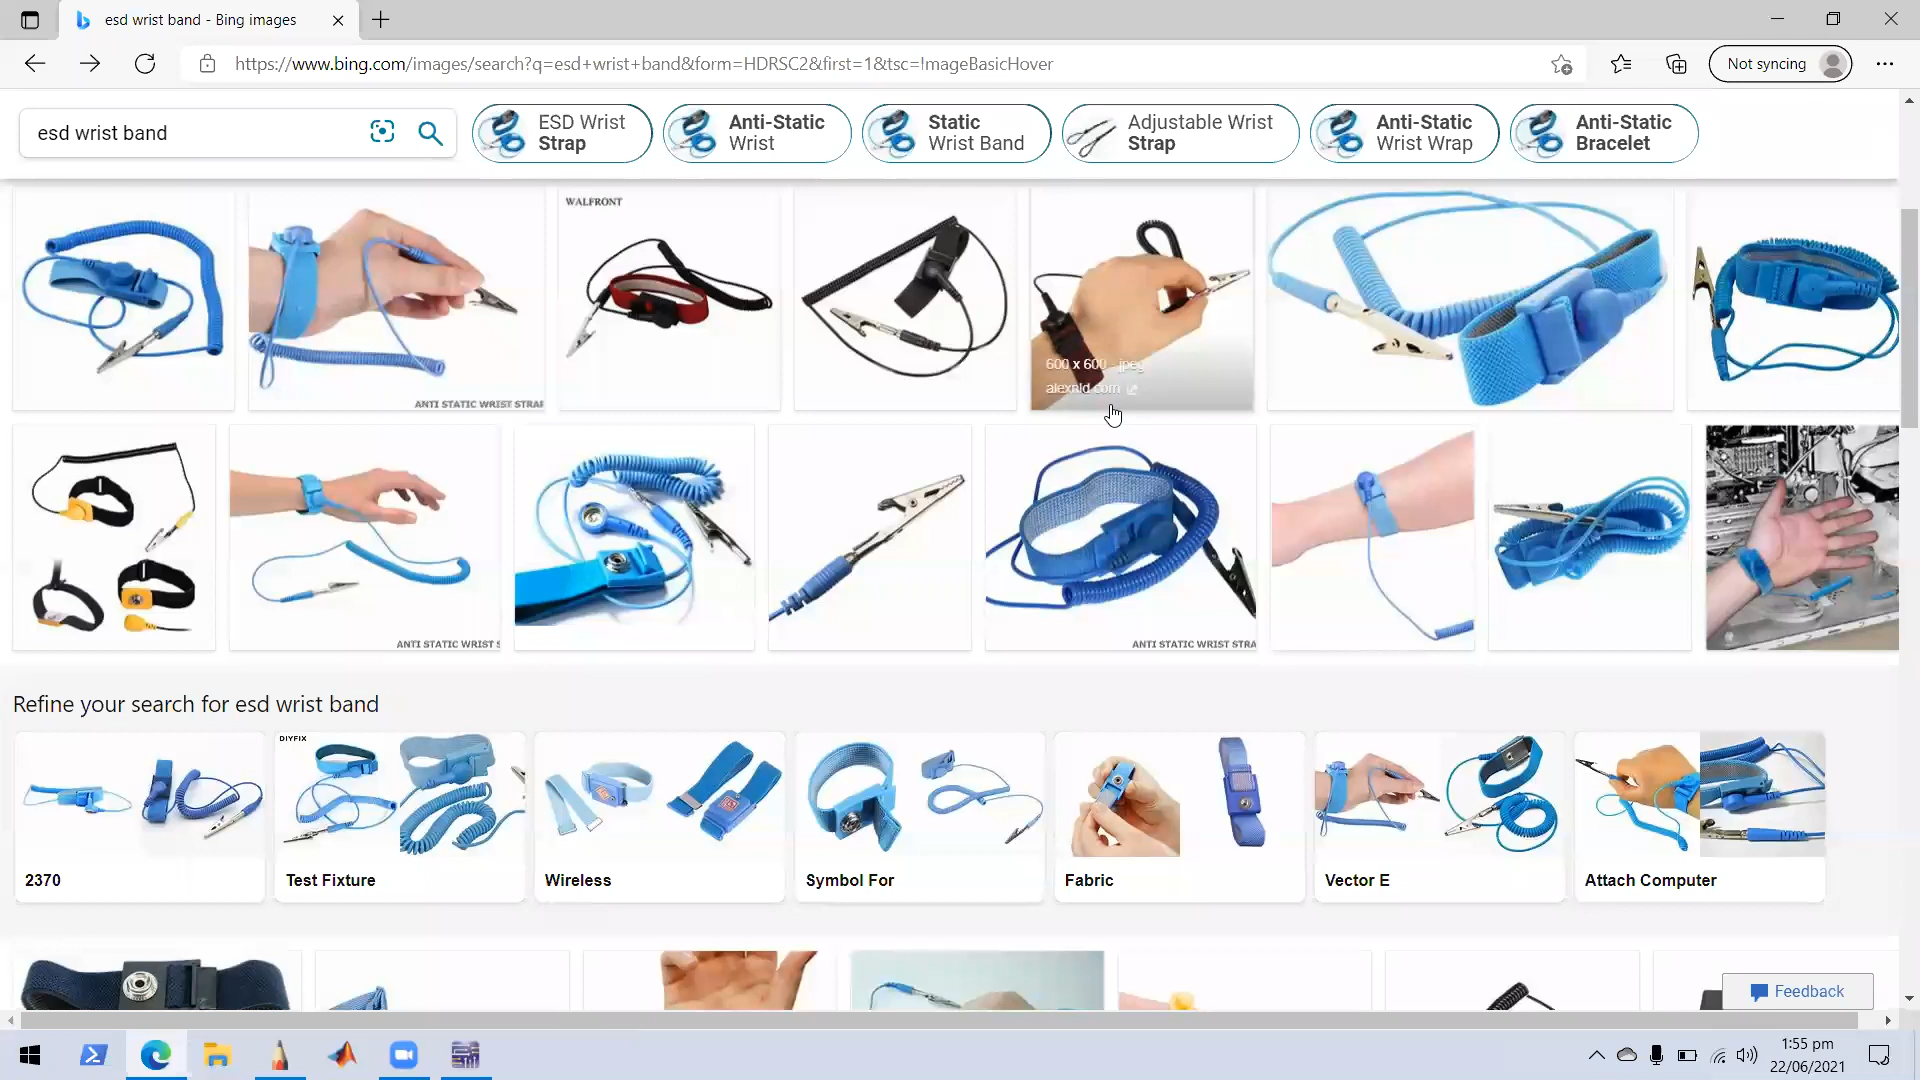 esd wrist band - Bing images
https://www.bing.com/images/search?q=esd+wrist+band&form=HDRSC2&first=1&tsc=ImageBasicHover
Not syncing
esd wrist band
ESD Wrist
Strap
Anti-Static
Wrist
Static
Wrist Band
Adjustable Wrist
Strap
Anti-Static
Wrist Wrap
Anti-Static
Bracelet
WALFRONT
600 x 600 - jpeg
ANTI STATIC WRIST STRAP
ANTI STATIC WRIST S
ANTI STATIC WRIST STRA
Refine your search for esd wrist band
DIYFIX
2370
Test Fixture
Wireless
Symbol For
Fabric
Vector E
Attach Computer
Feedback
1:55 pm
22/06/2021